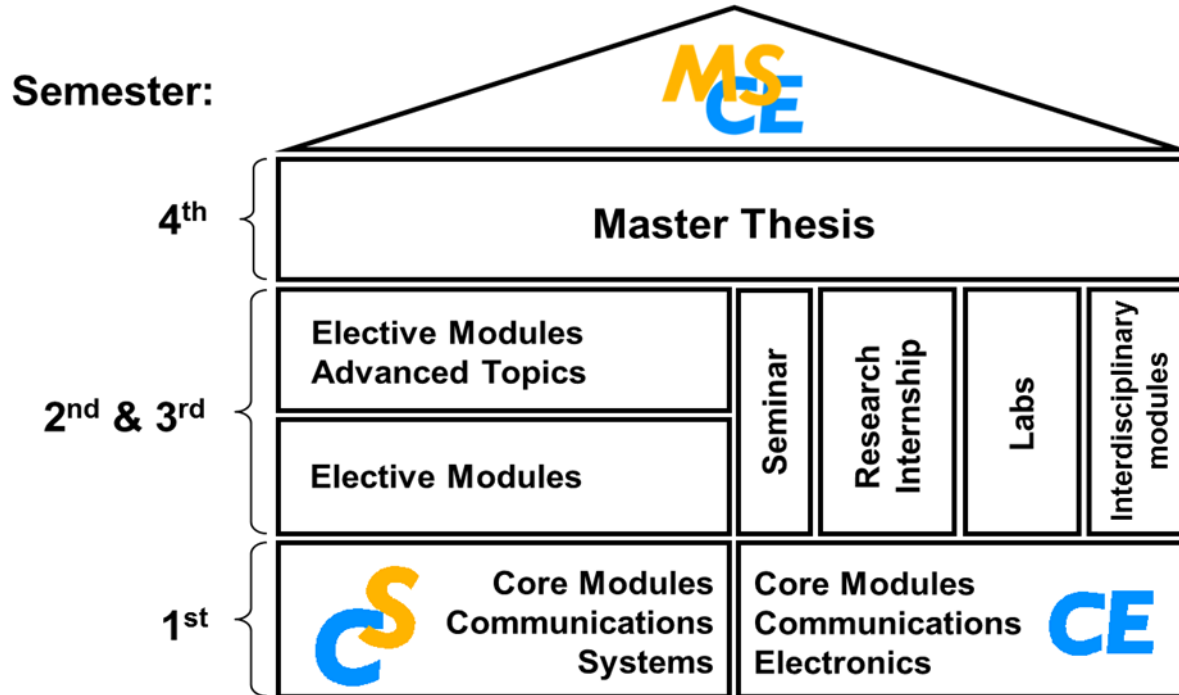 MS
CE
Semester:
4th
Master Thesis
2nd & 3rd
Elective Modules
Advanced Topics
Elective Modules
Seminar
Research
Internship
Labs
Interdisciplinary
modules
1st
CS
Core Modules
Communications
Systems
Core Modules
Communications
Electronics
CE